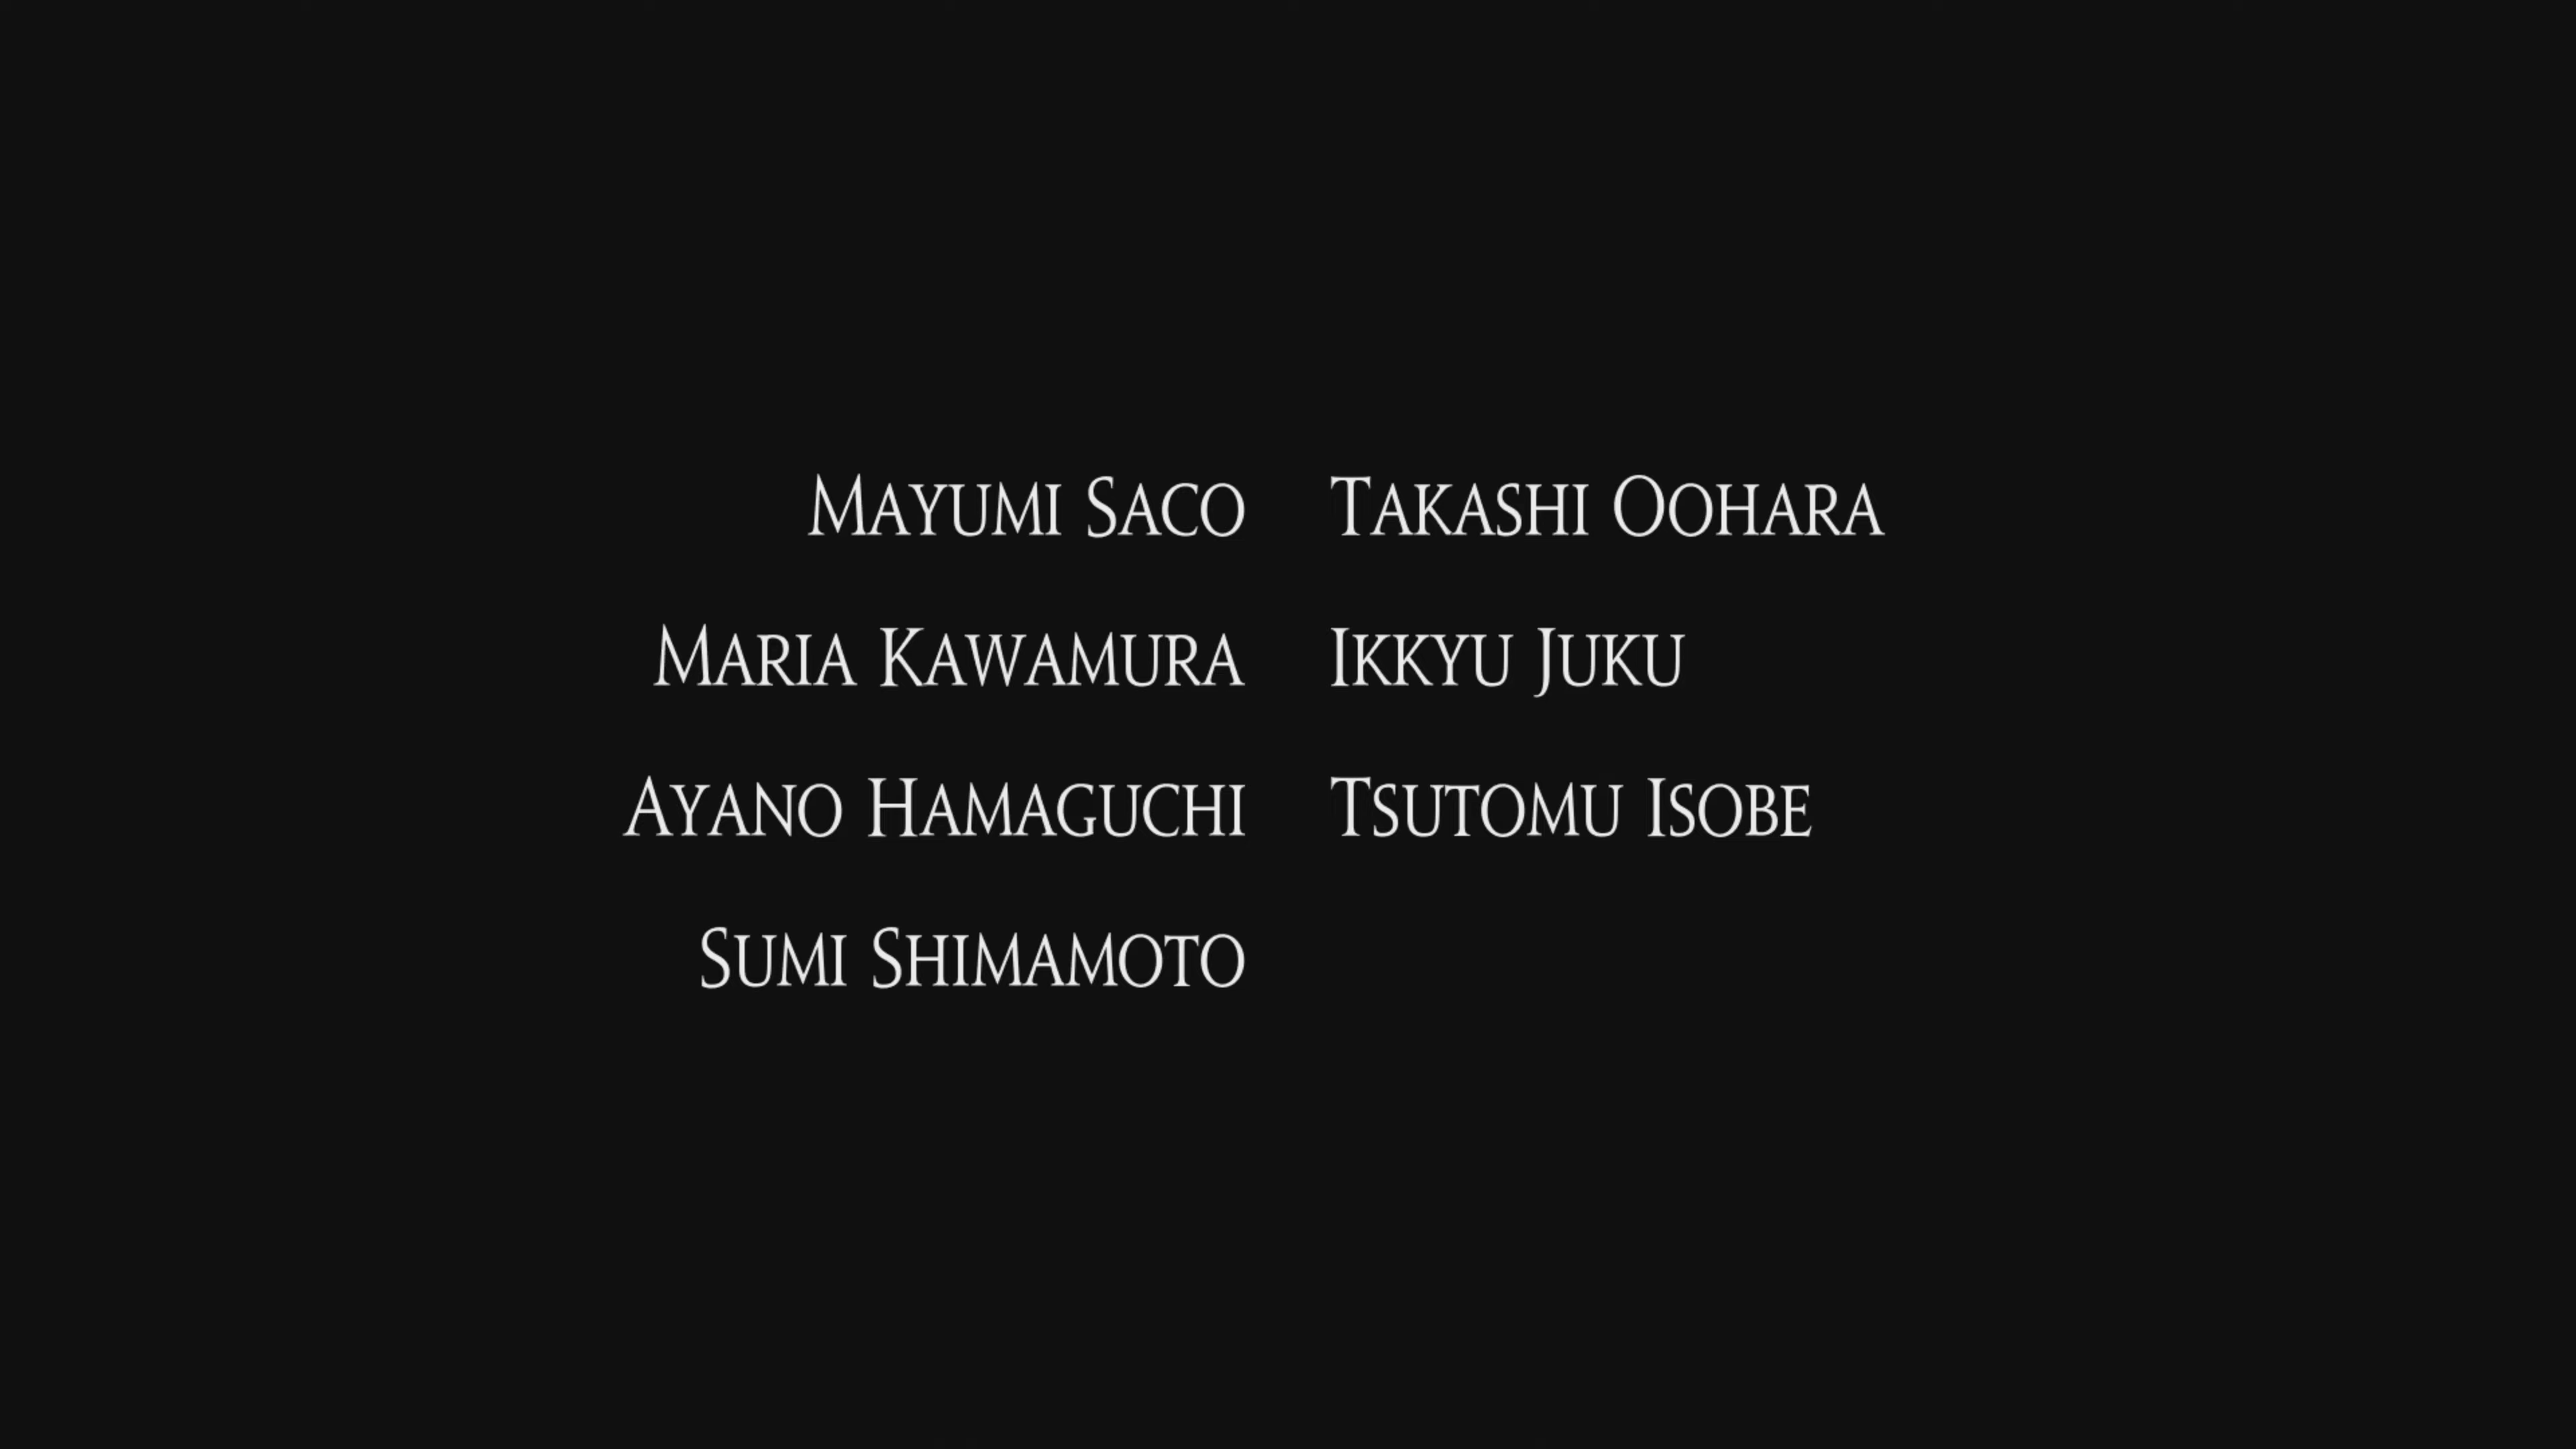 Mayumi Saco Takashi Oohara
Maria Kawamura Ikkyu Juku
Ayano Hamaguchi Tsutomu Isobe
Sumi Shimamoto